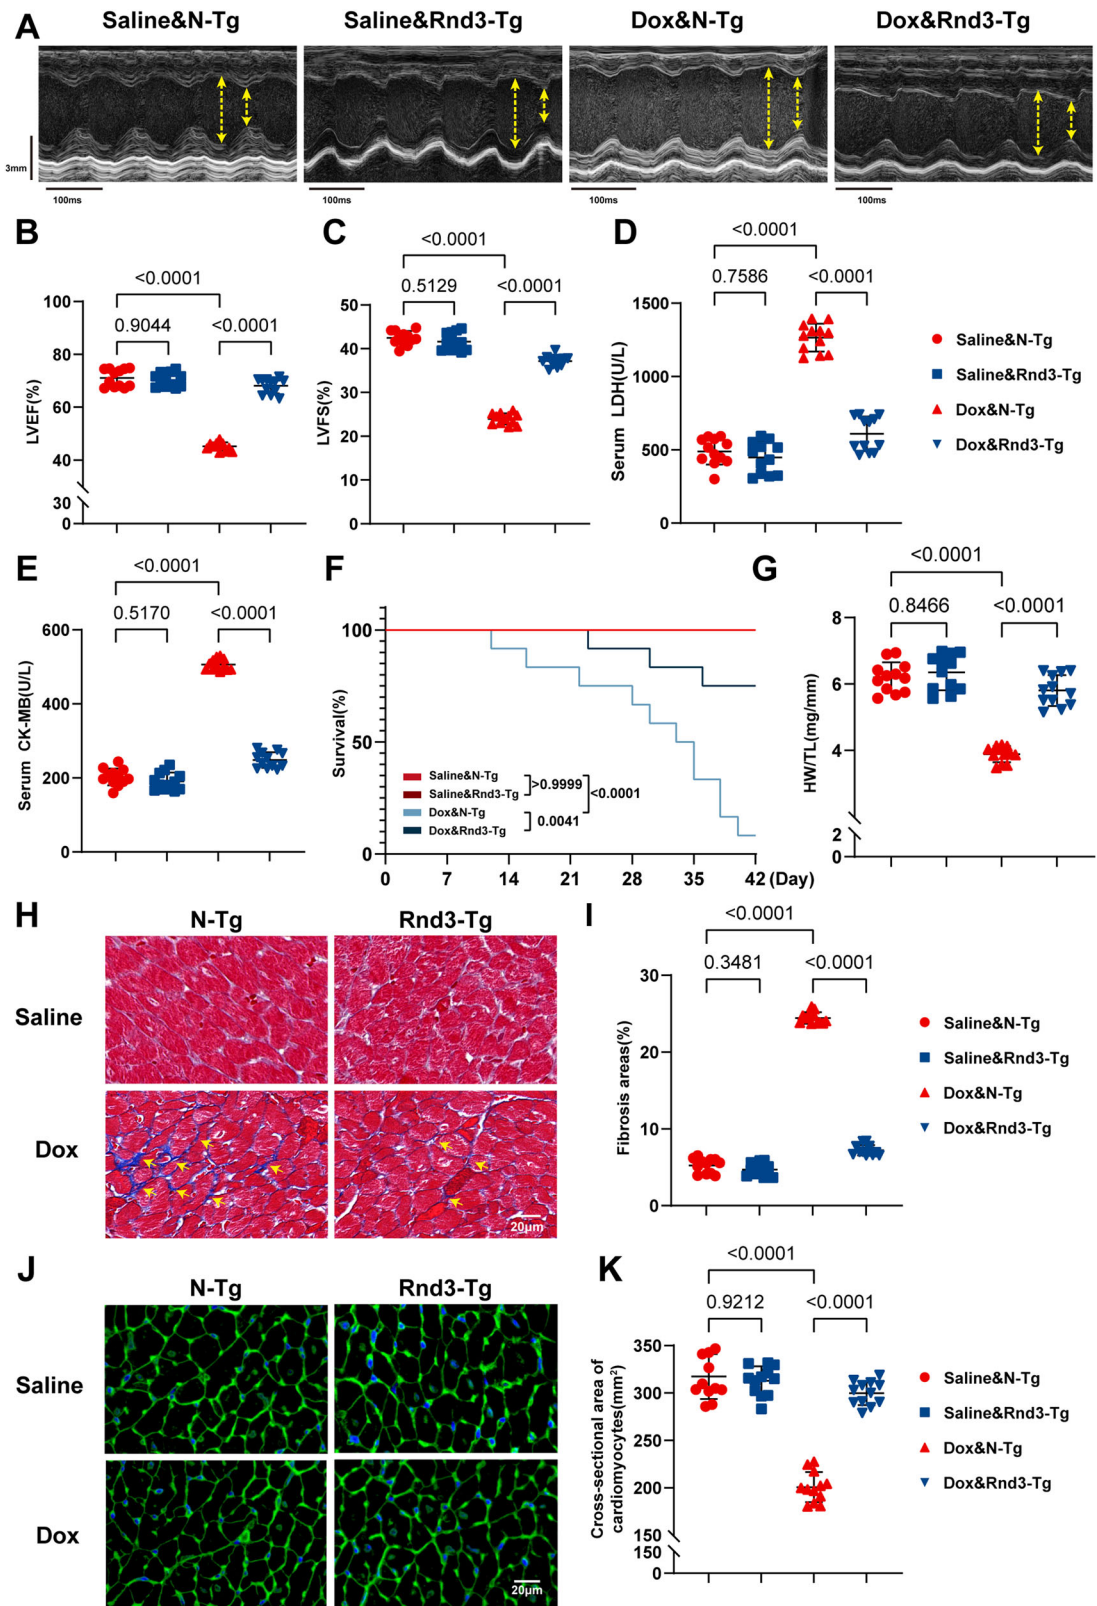 A
Saline&N-Tg
Saline&Rnd3-Tg
Dox&N-Tg
Dox&Rnd3-Tg
3mm
100ms
100ms
100ms
100ms
B
<0.0001
0.9044
<0.0001
LVEF(%)
100
80
60
40
30
0
C
<0.0001
0.5129
<0.0001
LVFS(%)
50
40
30
20
10
0
D
<0.0001
0.7586
<0.0001
Serum LDH(U/L)
1500
1000
500
0
Saline&N-Tg
Saline&Rnd3-Tg
Dox&N-Tg
Dox&Rnd3-Tg
E
<0.0001
0.5170
<0.0001
Serum CK-MB(U/L)
600
400
200
0
F
Survival(%)
100
50
0
Saline&N-Tg
Saline&Rnd3-Tg
Dox&N-Tg
Dox&Rnd3-Tg
>0.9999
<0.0001
0.0041
0 7 14 21 28 35 42 (Day)
G
<0.0001
0.8466
<0.0001
HW/TL(mg/mm)
8
6
4
2
0
H
N-Tg
Rnd3-Tg
Saline
Dox
20μm
I
<0.0001
0.3481
<0.0001
Fibrosis areas(%)
30
20
10
0
Saline&N-Tg
Saline&Rnd3-Tg
Dox&N-Tg
Dox&Rnd3-Tg
J
N-Tg
Rnd3-Tg
Saline
Dox
20μm
K
<0.0001
0.9212
<0.0001
Cross-sectional area of
cardiomyocytes(mm²)
350
300
250
200
150
150
0
Saline&N-Tg
Saline&Rnd3-Tg
Dox&N-Tg
Dox&Rnd3-Tg